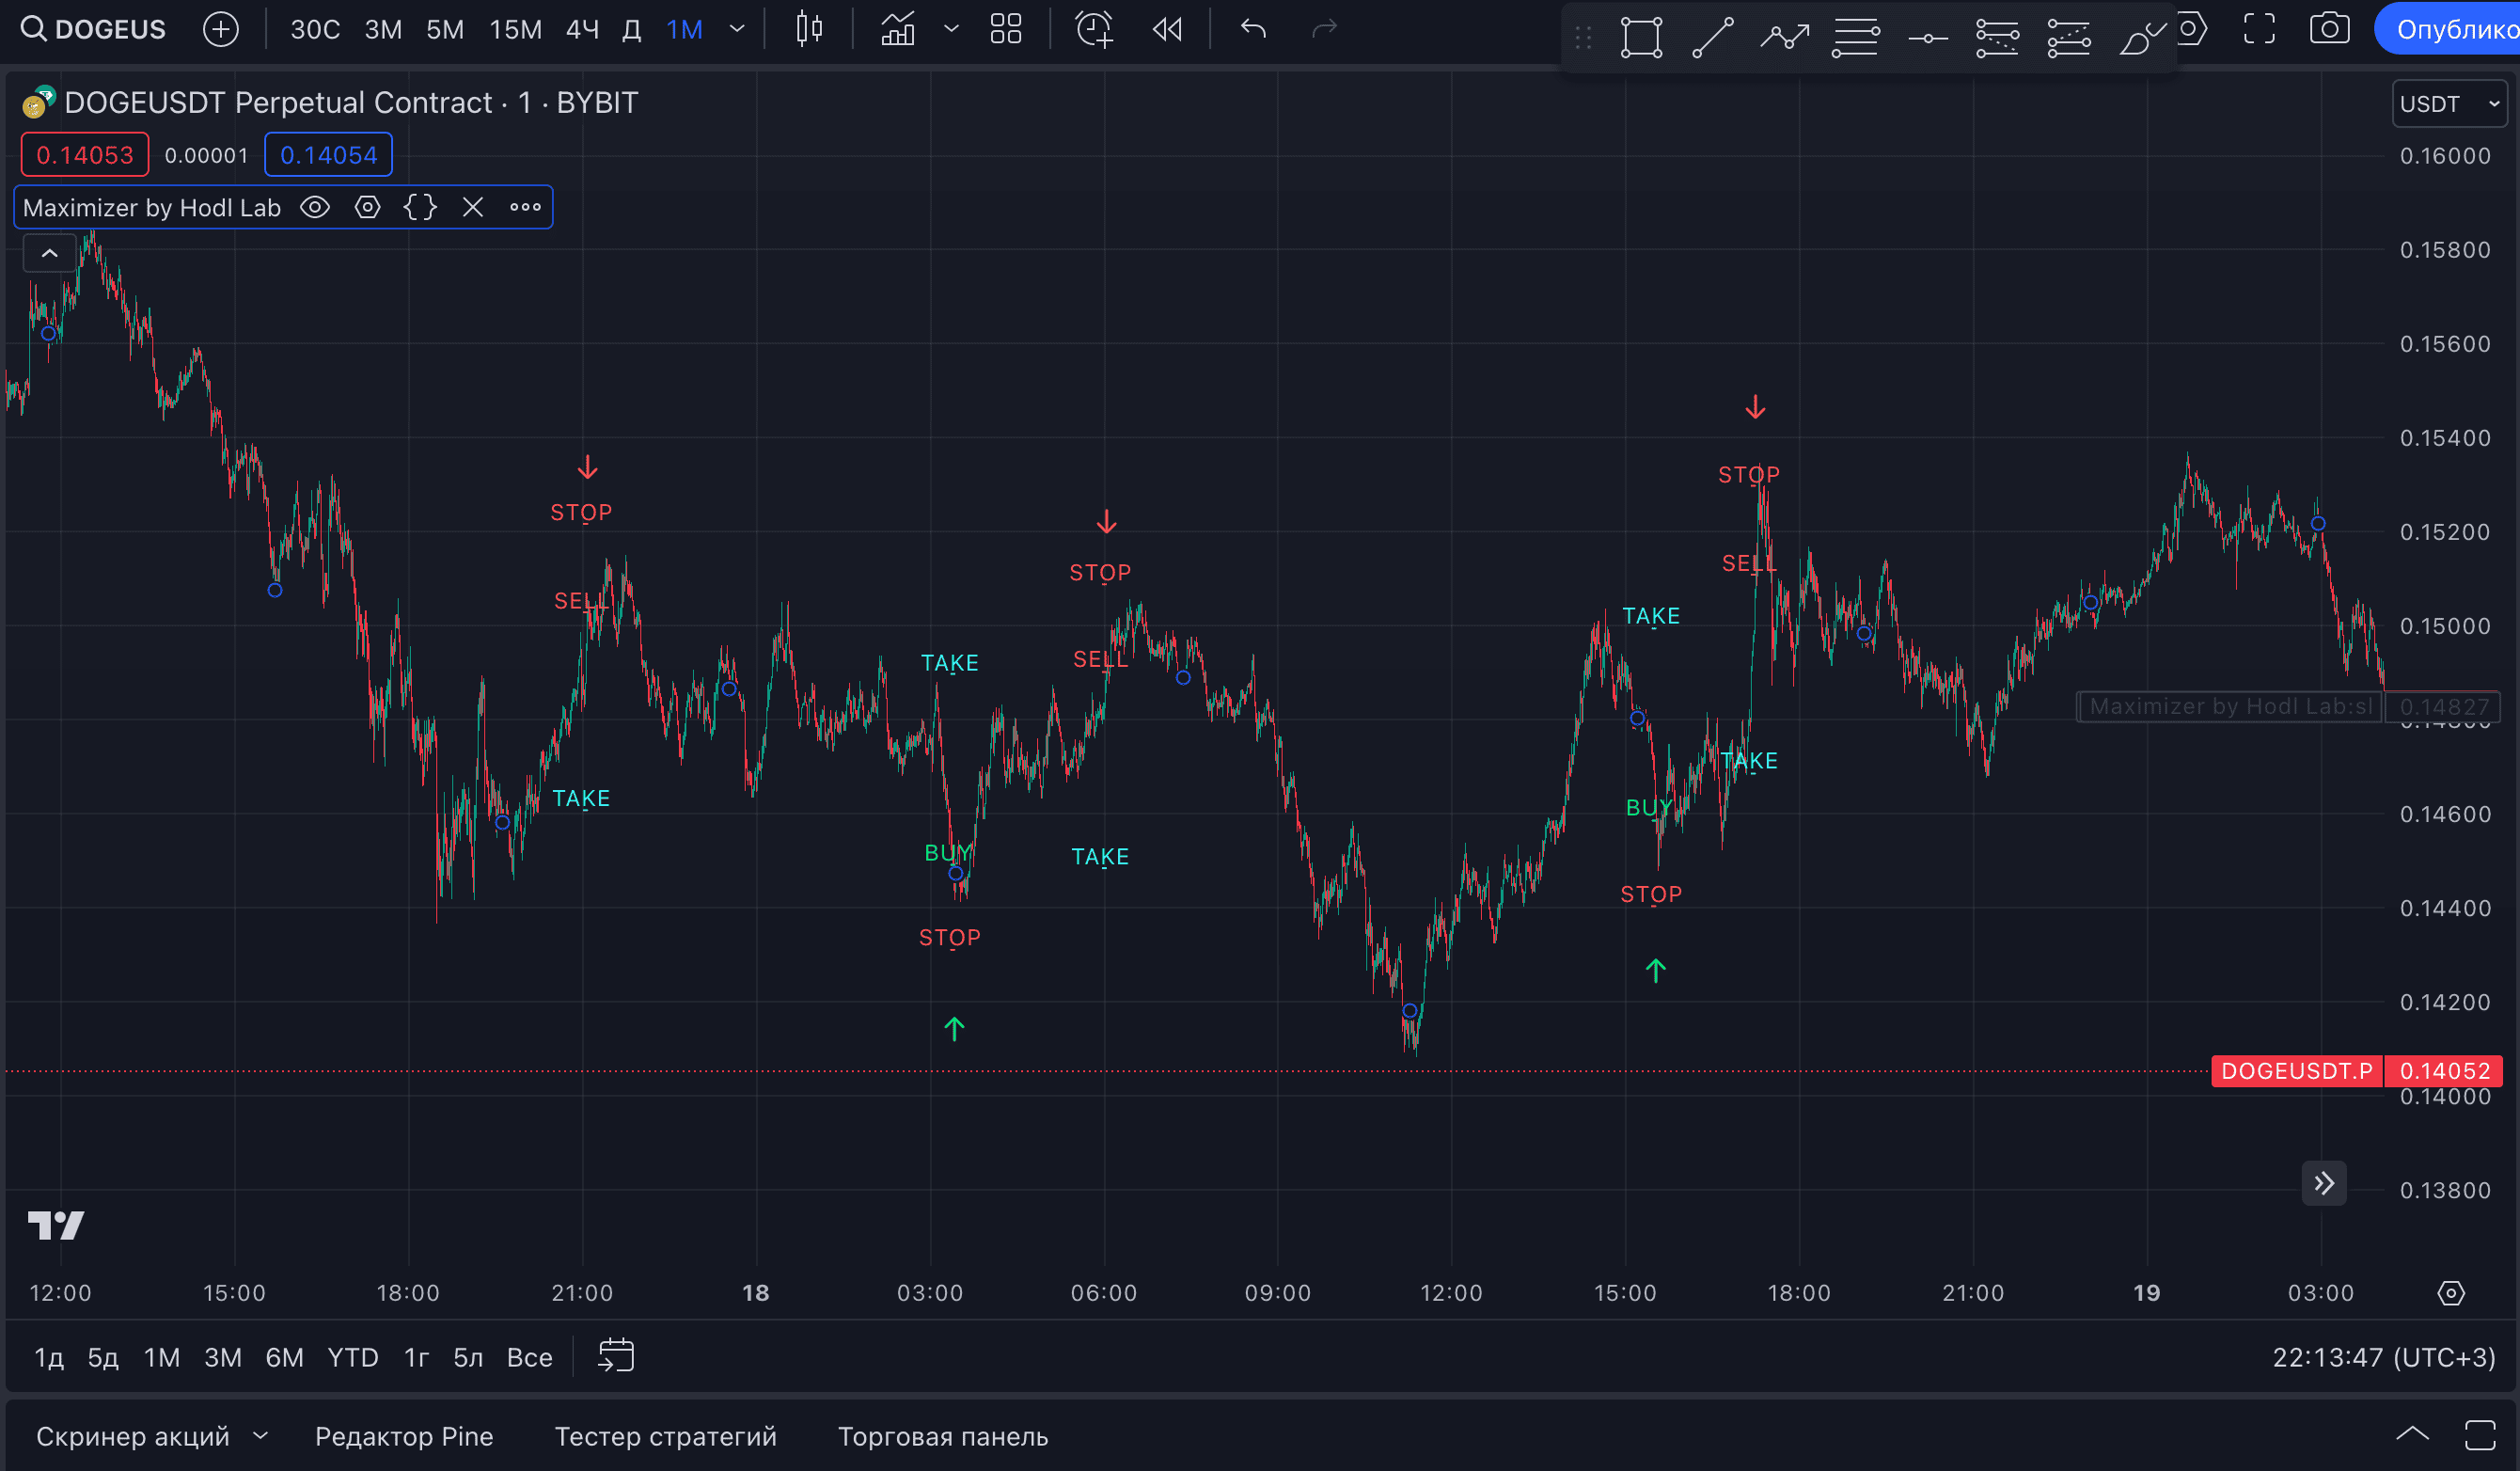 DOGEUS 30С 3М 5М 15М 4Ч Д 1М Опублико
DOGEUSDT Perpetual Contract · 1 · BYBIT
USDT
0.14053 0.00001 0.14054
Maximizer by Hodl Lab
0.16000
0.15800
0.15600
0.15400
0.15200
0.15000
0.14827
0.14800
0.14600
0.14400
0.14200
0.14052
0.14000
0.13800
STOP
SELL
TAKE
TAKE
BUY
STOP
STOP
SELL
TAKE
TAKE
BUY
STOP
STOP
SELL
TAKE
Maximizer by Hodl Lab:sl
DOGEUSDT.P
12:00 15:00 18:00 21:00 18 03:00 06:00 09:00 12:00 15:00 18:00 21:00 19 03:00
1д 5д 1М 3М 6М YTD 1г 5л Все
22:13:47 (UTC+3)
Скринер акций Редактор Pine Тестер стратегий Торговая панель